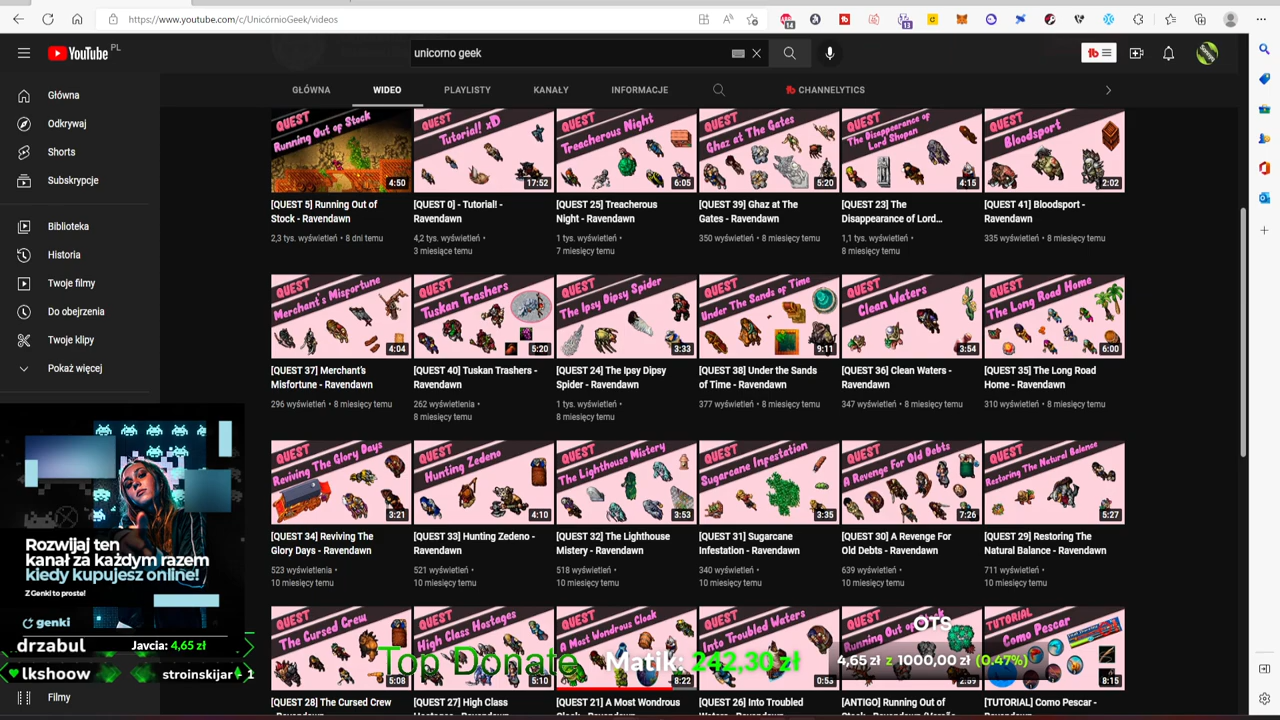 https://www.youtube.com/c/UnicórnioGeek/videos
14
13
YouTube PL
unicorno geek
GŁÓWNA
WIDEO
PLAYLISTY
KANAŁY
INFORMACJE
CHANNELYTICS
Główna
Odkrywaj
Shorts
Subskrypcje
Biblioteka
Historia
Twoje filmy
Do obejrzania
Twoje klipy
Pokaż więcej
Filmy
QUEST Running Out of Stock 4:50
QUEST Tutorial! xD 17:52
QUEST Treacherous Night 6:05
QUEST Ghaz at The Gates 5:20
QUEST The Disappearance of Lord Shopan 4:15
QUEST Bloodsport 2:02
[QUEST 5] Running Out of Stock - Ravendawn
2,3 tys. wyświetleń • 8 dni temu
[QUEST 0] - Tutorial! - Ravendawn
4,2 tys. wyświetleń • 3 miesiące temu
[QUEST 25] Treacherous Night - Ravendawn
1 tys. wyświetleń • 7 miesięcy temu
[QUEST 39] Ghaz at The Gates - Ravendawn
350 wyświetleń • 8 miesięcy temu
[QUEST 23] The Disappearance of Lord...
1,1 tys. wyświetleń • 8 miesięcy temu
[QUEST 41] Bloodsport - Ravendawn
335 wyświetleń • 8 miesięcy temu
QUEST Merchant's Misfortune 4:04
QUEST Tuskan Trashers 5:20
QUEST The Ipsy Dipsy Spider 3:33
QUEST Under The Sands of Time 9:11
QUEST Clean Waters 3:54
QUEST The Long Road Home 6:00
[QUEST 37] Merchant's Misfortune - Ravendawn
296 wyświetleń • 8 miesięcy temu
[QUEST 40] Tuskan Trashers - Ravendawn
262 wyświetlenia • 8 miesięcy temu
[QUEST 24] The Ipsy Dipsy Spider - Ravendawn
1 tys. wyświetleń • 8 miesięcy temu
[QUEST 38] Under the Sands of Time - Ravendawn
377 wyświetleń • 8 miesięcy temu
[QUEST 36] Clean Waters - Ravendawn
347 wyświetleń • 8 miesięcy temu
[QUEST 35] The Long Road Home - Ravendawn
310 wyświetleń • 8 miesięcy temu
QUEST Reviving The Glory Days 3:21
QUEST Hunting Zedeno 4:10
QUEST The Lighthouse Mistery 3:53
QUEST Sugarcane Infestation 3:35
QUEST A Revenge For Old Debts 7:26
QUEST Restoring The Natural Balance 5:27
[QUEST 34] Reviving The Glory Days - Ravendawn
523 wyświetlenia • 10 miesięcy temu
[QUEST 33] Hunting Zedeno - Ravendawn
521 wyświetleń • 10 miesięcy temu
[QUEST 32] The Lighthouse Mistery - Ravendawn
518 wyświetleń • 10 miesięcy temu
[QUEST 31] Sugarcane Infestation - Ravendawn
340 wyświetleń • 10 miesięcy temu
[QUEST 30] A Revenge For Old Debts - Ravendawn
639 wyświetleń • 10 miesięcy temu
[QUEST 29] Restoring The Natural Balance - Ravendawn
711 wyświetleń • 10 miesięcy temu
QUEST The Cursed Crew 5:08
QUEST High Class Hostages 5:10
QUEST A Most Wondrous Cloak 8:22
QUEST Into Troubled Waters 0:53
QUEST Running Out of Stock 2:59
TUTORIAL Como Pescar 8:15
[QUEST 28] The Cursed Crew
[QUEST 27] High Class
[QUEST 21] A Most Wondrous
[QUEST 26] Into Troubled
[ANTIGO] Running Out of
[TUTORIAL] Como Pescar -
Rozwijaj ten
kanał za każdym razem
kiedy kupujesz online!
Z Genki to proste!
genki
drzabul
Javcia: 4,65 zł
lkshoow
stroinskijar
1
Top Donate
Matik: 242,30 zł
OTS
4,65 zł z 1000,00 zł (0.47%)